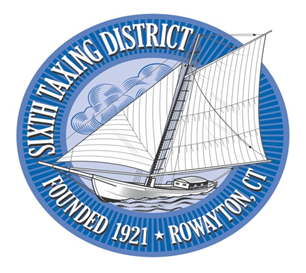 SIXTH TAXING DISTRICT
FOUNDED 1921 ★ ROWAYTON, CT